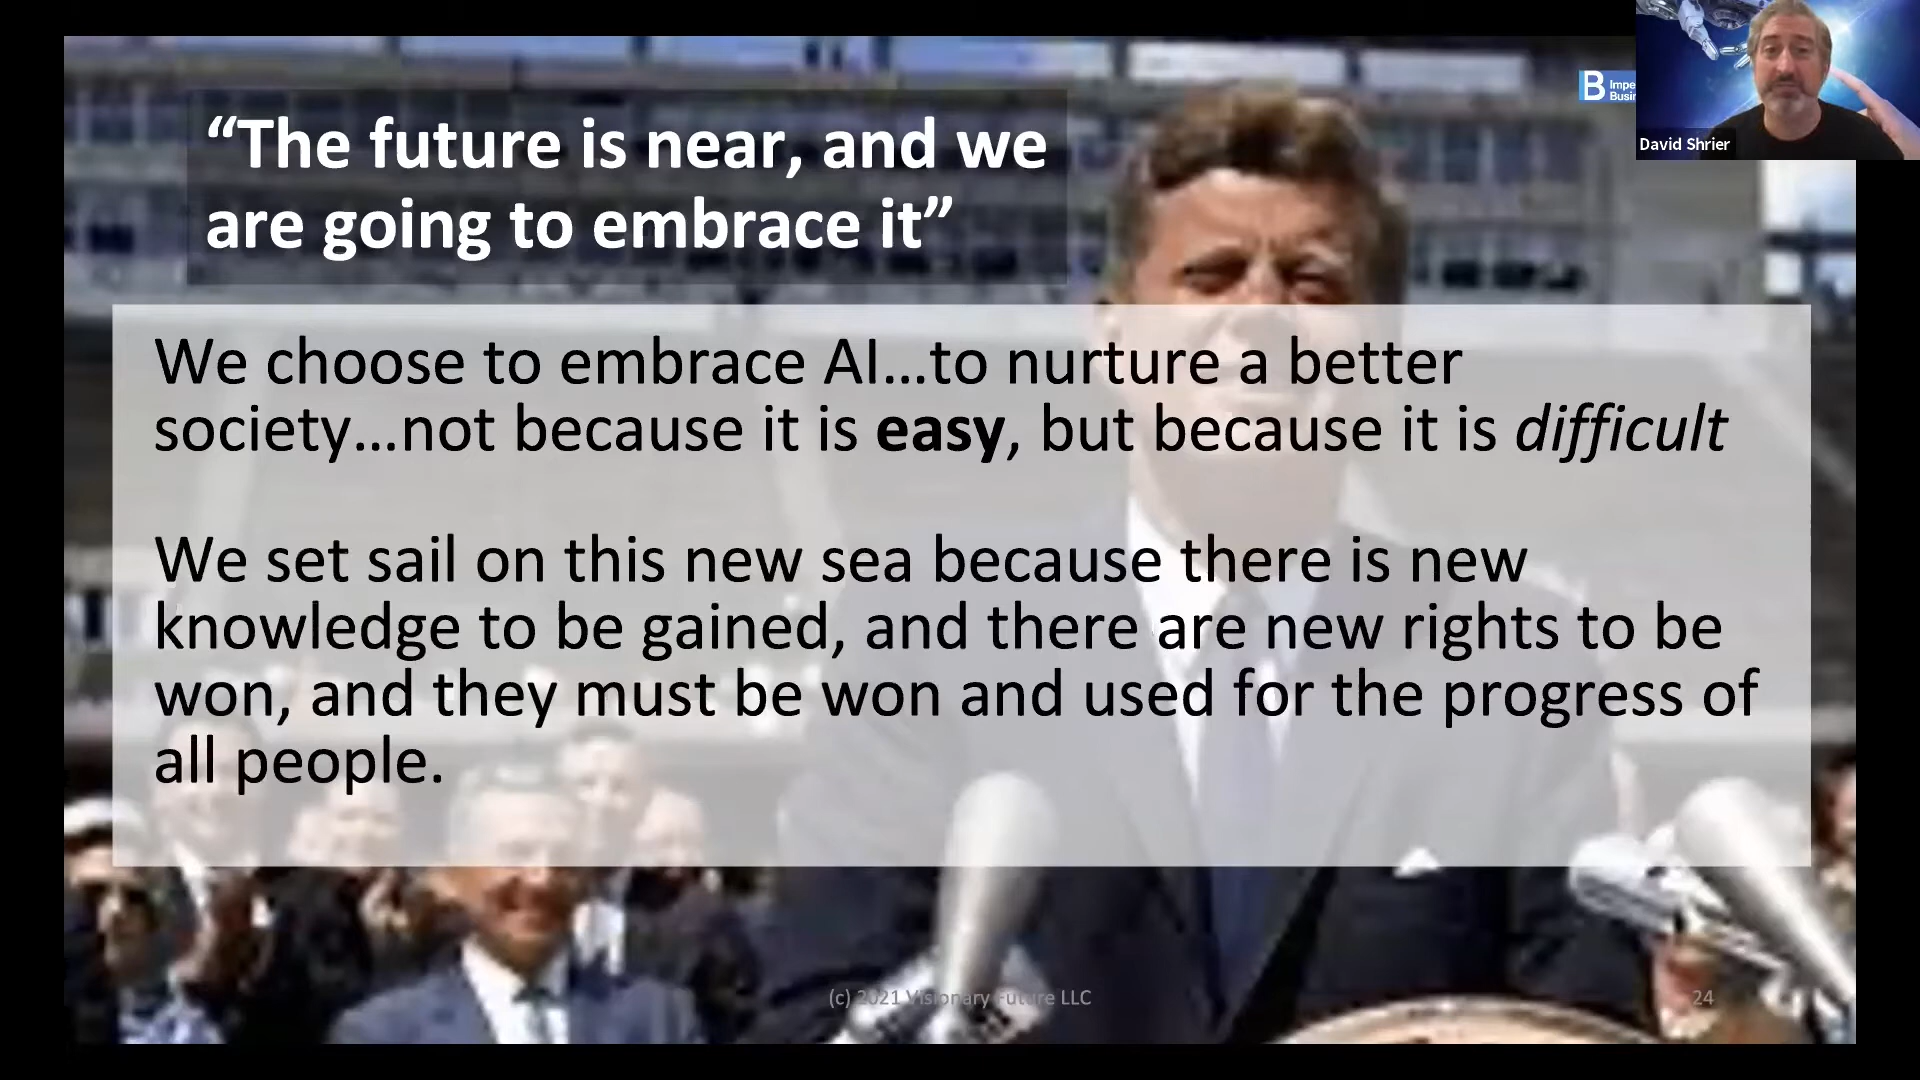 “The future is near, and we
are going to embrace it”
B Impe
Busin
David Shrier
We choose to embrace AI...to nurture a better
society...not because it is easy, but because it is difficult
We set sail on this new sea because there is new
knowledge to be gained, and there are new rights to be
won, and they must be won and used for the progress of
all people.
(c) 2021 Visionary Future LLC
24